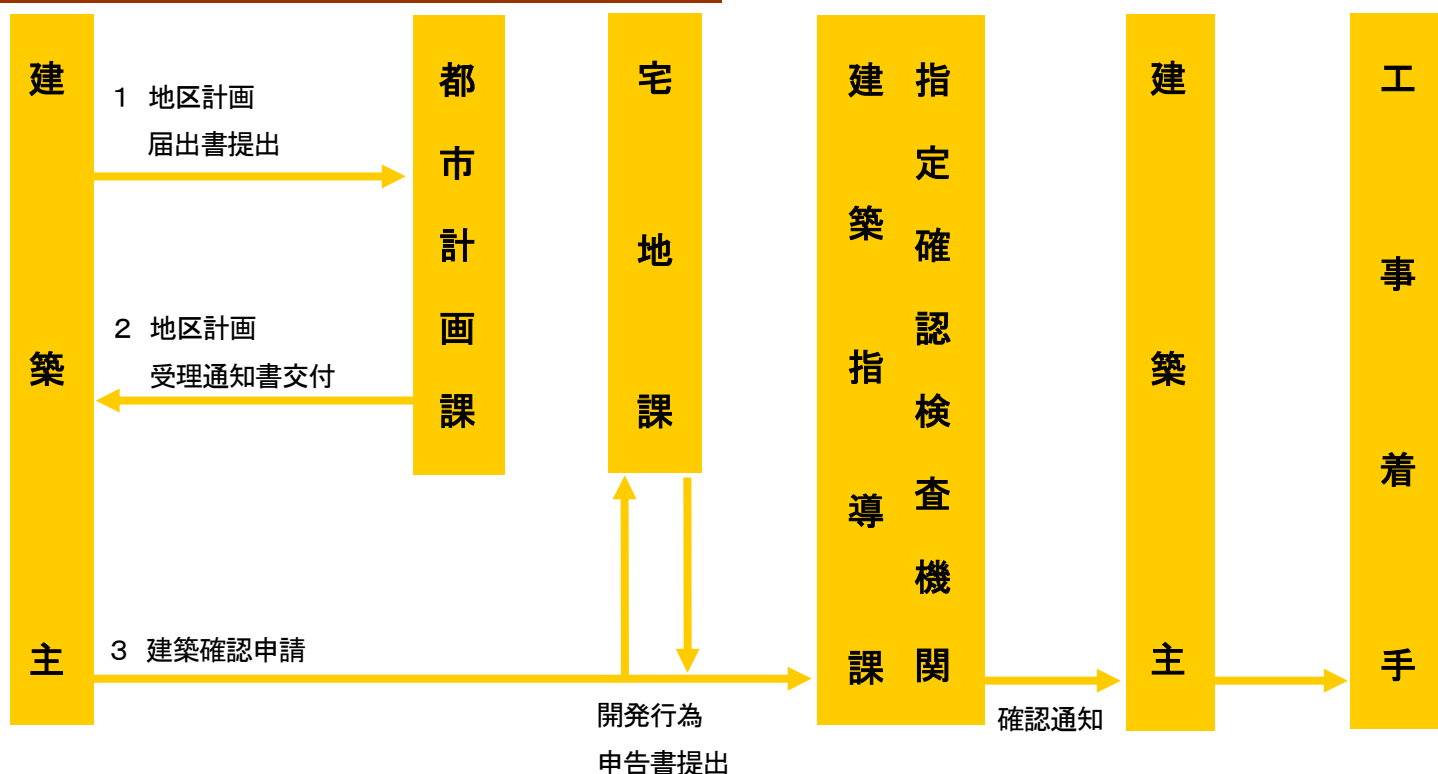 建築主
1 地区計画
届出書提出
2 地区計画
受理通知書交付
3 建築確認申請
都市計画課
宅地課
開発行為
申告書提出
指定確認検査機関
建築指導課
確認通知
建築主
工事着手